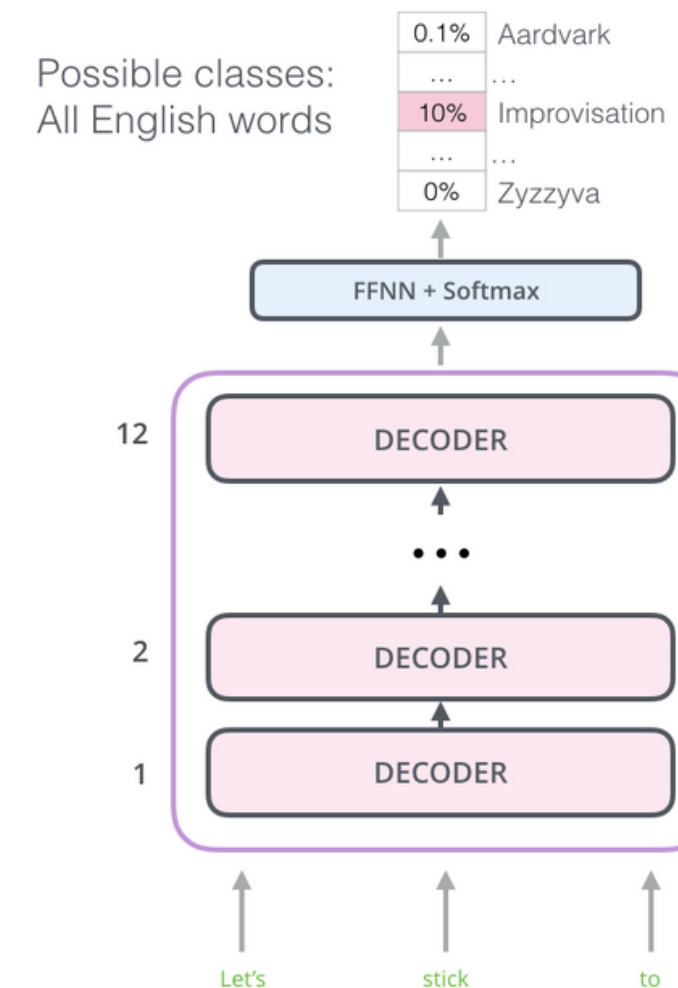 0.1% Aardvark
Possible classes:
... ...
All English words
10% Improvisation
... ...
0% Zyzzyva
FFNN + Softmax
12 DECODER
...
2 DECODER
1 DECODER
Let's stick to